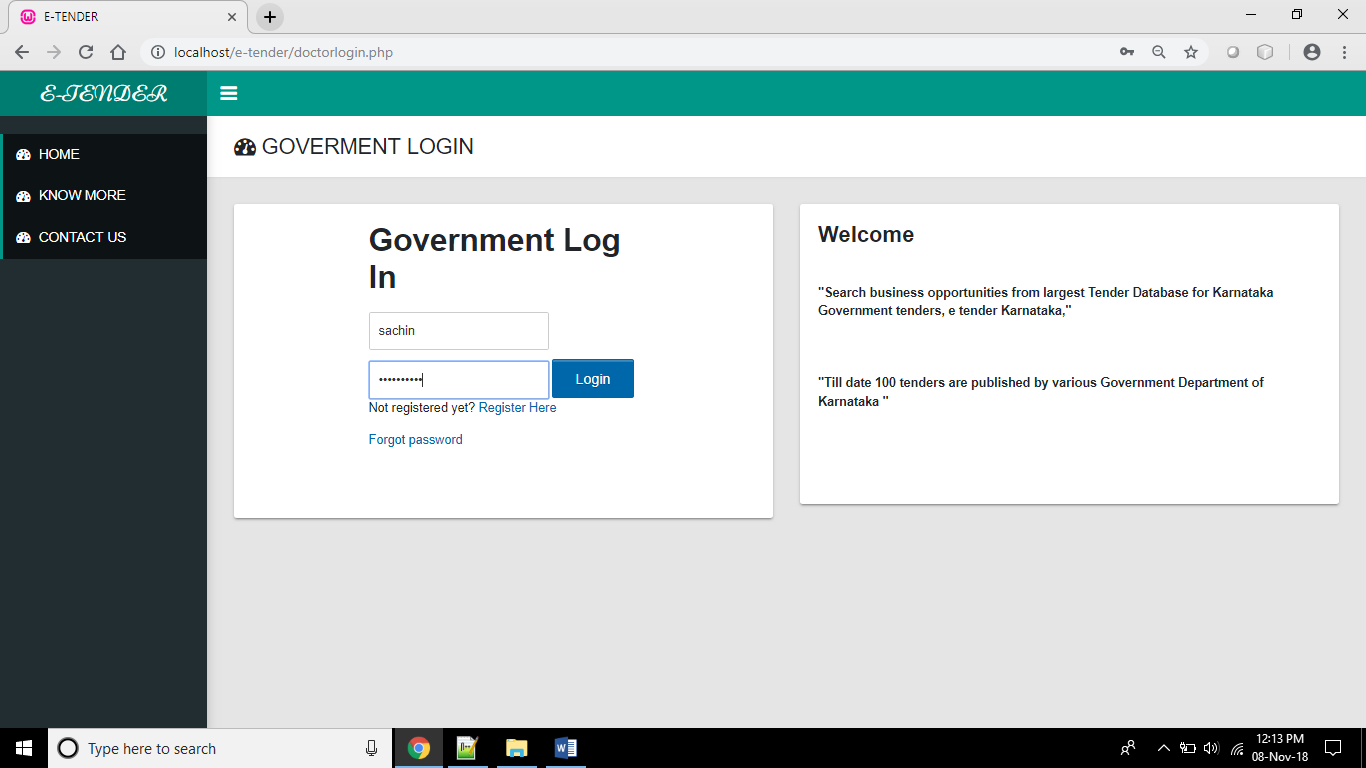 E-TENDER
localhost/e-tender/doctorlogin.php
E-TENDER
GOVERMENT LOGIN
HOME
KNOW MORE
CONTACT US
Government Log
In
sachin
••••••••••
Login
Not registered yet? Register Here
Forgot password
Welcome
"Search business opportunities from largest Tender Database for Karnataka
Government tenders, e tender Karnataka,"
"Till date 100 tenders are published by various Government Department of
Karnataka "
Type here to search
12:13 PM
08-Nov-18